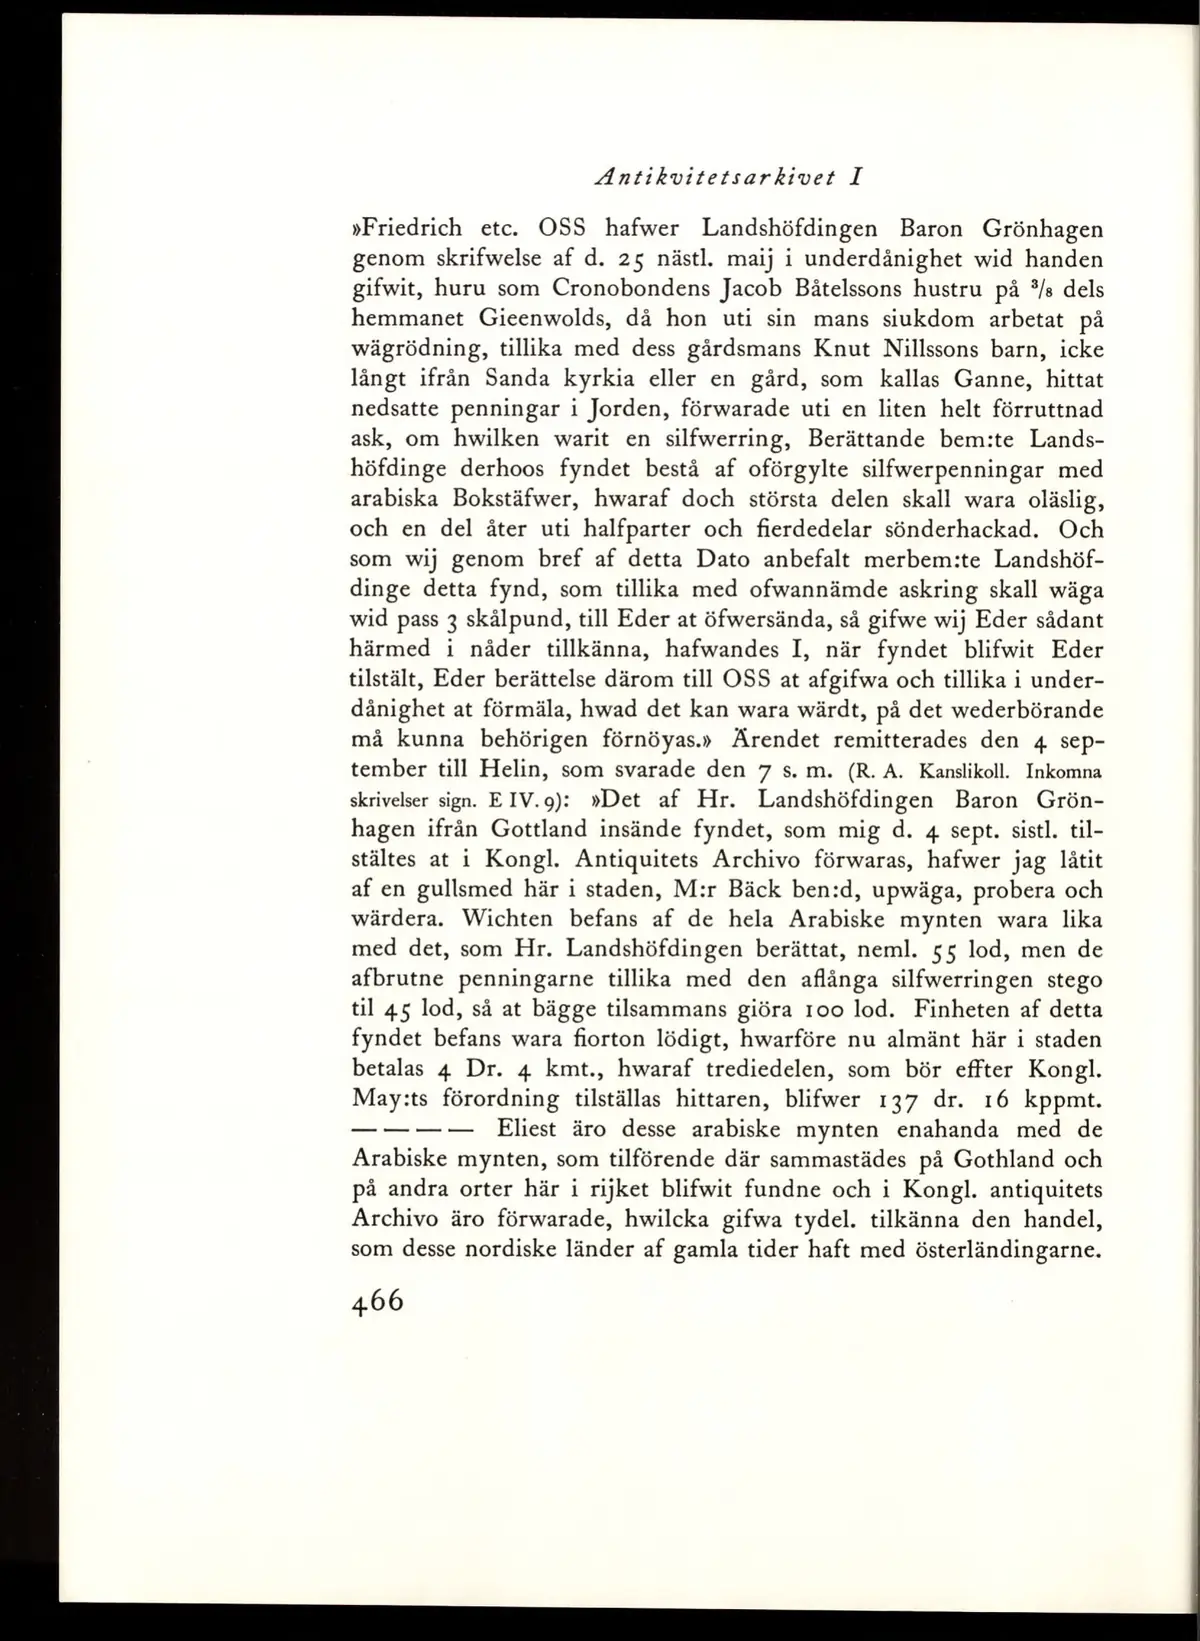 Antikvitetsarkivet I
»Friedrich etc. OSS hafwer Landshöfdingen Baron Grönhagen
genom skrifwelse af d. 25 nästl. maij i underdånighet wid handen
gifwit, huru som Cronobondens Jacob Båtelssons hustru på ³/₈ dels
hemmanet Gieenwolds, då hon uti sin mans siukdom arbetat på
wägrödning, tillika med dess gårdsmans Knut Nillssons barn, icke
långt ifrån Sanda kyrkia eller en gård, som kallas Ganne, hittat
nedsatte penningar i Jorden, förwarade uti en liten helt förruttnad
ask, om hwilken warit en silfwerring, Berättande bem:te Lands-
höfdinge derhoos fyndet bestå af oförgylte silfwerpenningar med
arabiska Bokstäfwer, hwaraf doch största delen skall wara oläslig,
och en del åter uti halfparter och fierdedelar sönderhackad. Och
som wij genom bref af detta Dato anbefalt merbem:te Landshöf-
dinge detta fynd, som tillika med ofwannämde askring skall wäga
wid pass 3 skålpund, till Eder at öfwersända, så gifwe wij Eder sådant
härmed i nåder tillkänna, hafwandes I, när fyndet blifwit Eder
tilstält, Eder berättelse därom till OSS at afgifwa och tillika i under-
dånighet at förmäla, hwad det kan wara wärdt, på det wederbörande
må kunna behörigen förnöyas.» Ärendet remitterades den 4 sep-
tember till Helin, som svarade den 7 s. m. (R. A. Kanslikoll. Inkomna
skrivelser sign. E IV. 9): »Det af Hr. Landshöfdingen Baron Grön-
hagen ifrån Gottland insände fyndet, som mig d. 4 sept. sistl. til-
stältes at i Kongl. Antiquitets Archivo förwaras, hafwer jag låtit
af en gullsmed här i staden, M:r Bäck ben:d, upwäga, probera och
wärdera. Wichten befans af de hela Arabiske mynten wara lika
med det, som Hr. Landshöfdingen berättat, neml. 55 lod, men de
afbrutne penningarne tillika med den aflånga silfwerringen stego
til 45 lod, så at bägge tilsammans giöra 100 lod. Finheten af detta
fyndet befans wara fiorton lödigt, hwarföre nu almänt här i staden
betalas 4 Dr. 4 kmt., hwaraf trediedelen, som bör effter Kongl.
May:ts förordning tilställas hittaren, blifwer 137 dr. 16 kppmt.
— — — — Eliest äro desse arabiske mynten enahanda med de
Arabiske mynten, som tilförende där sammastädes på Gothland och
på andra orter här i rijket blifwit fundne och i Kongl. antiquitets
Archivo äro förwarade, hwilcka gifwa tydel. tilkänna den handel,
som desse nordiske länder af gamla tider haft med österländingarne.
466